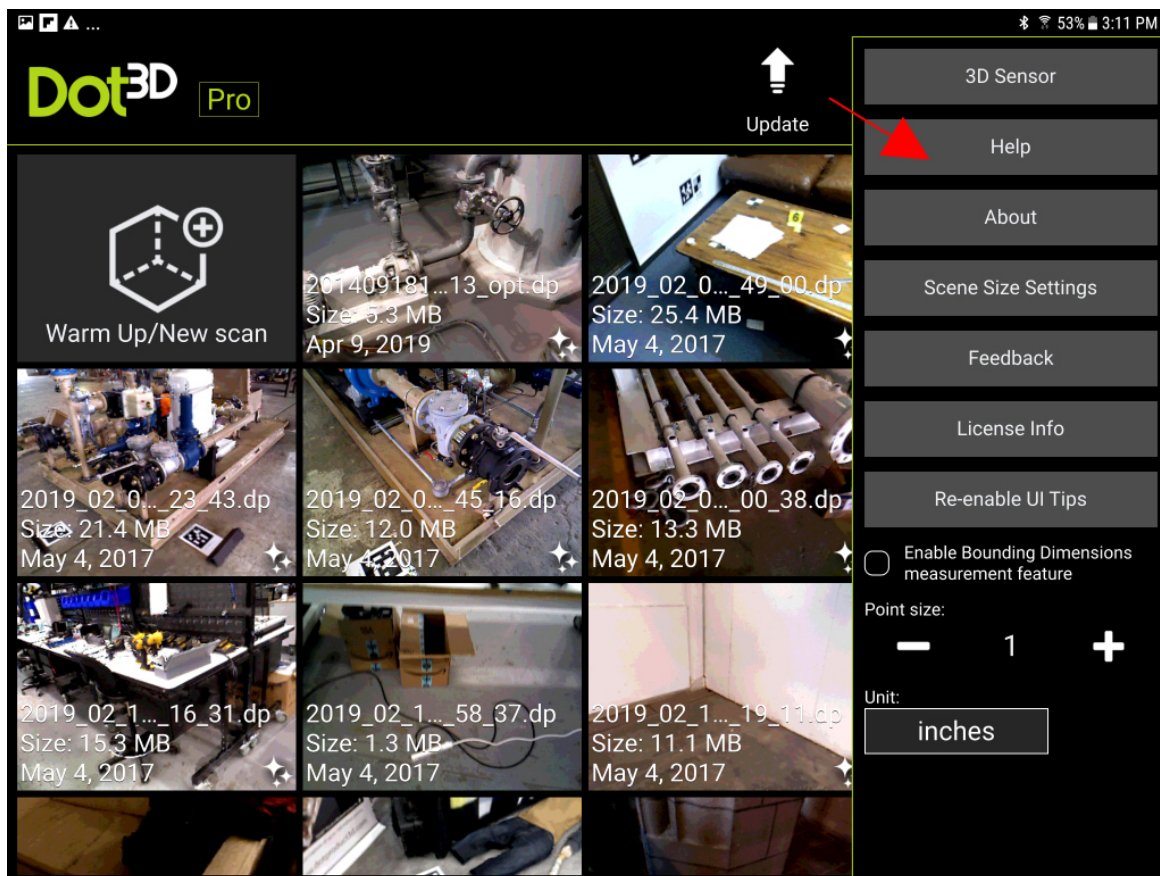 ...
53% 3:11 PM
Dot3D Pro
Update
3D Sensor
Help
About
Scene Size Settings
Feedback
License Info
Re-enable UI Tips
Enable Bounding Dimensions
measurement feature
Point size:
1
Unit:
inches
Warm Up/New scan
201409181...13_opt.dp
Size: 5.3 MB
Apr 9, 2019
2019_02_0..._49_00.dp
Size: 25.4 MB
May 4, 2017
2019_02_0..._23_43.dp
Size: 21.4 MB
May 4, 2017
2019_02_0..._45_16.dp
Size: 12.0 MB
May 4, 2017
2019_02_0..._00_38.dp
Size: 13.3 MB
May 4, 2017
2019_02_1..._16_31.dp
Size: 15.3 MB
May 4, 2017
2019_02_1..._58_37.dp
Size: 1.3 MB
May 4, 2017
2019_02_1..._19_11.dp
Size: 11.1 MB
May 4, 2017
6